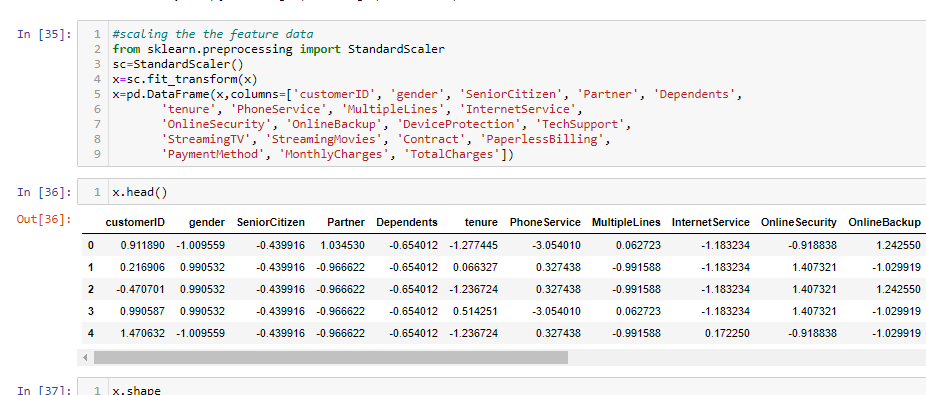 In [35]:
1 #scaling the the feature data
2 from sklearn.preprocessing import StandardScaler
3 sc=StandardScaler()
4 x=sc.fit_transform(x)
5 x=pd.DataFrame(x,columns=['customerID', 'gender', 'SeniorCitizen', 'Partner', 'Dependents',
6 'tenure', 'PhoneService', 'MultipleLines', 'InternetService',
7 'OnlineSecurity', 'OnlineBackup', 'DeviceProtection', 'TechSupport',
8 'StreamingTV', 'StreamingMovies', 'Contract', 'PaperlessBilling',
9 'PaymentMethod', 'MonthlyCharges', 'TotalCharges'])
In [36]: 1 x.head()
Out[36]:
customerID gender SeniorCitizen Partner Dependents tenure PhoneService MultipleLines InternetService OnlineSecurity OnlineBackup
0 0.911890 -1.009559 -0.439916 1.034530 -0.654012 -1.277445 -3.054010 0.062723 -1.183234 -0.918838 1.242550
1 0.216906 0.990532 -0.439916 -0.966622 -0.654012 0.066327 0.327438 -0.991588 -1.183234 1.407321 -1.029919
2 -0.470701 0.990532 -0.439916 -0.966622 -0.654012 -1.236724 0.327438 -0.991588 -1.183234 1.407321 1.242550
3 0.990587 0.990532 -0.439916 -0.966622 -0.654012 0.514251 -3.054010 0.062723 -1.183234 1.407321 -1.029919
4 1.470632 -1.009559 -0.439916 -0.966622 -0.654012 -1.236724 0.327438 -0.991588 0.172250 -0.918838 -1.029919
In [37]: 1 x.shape